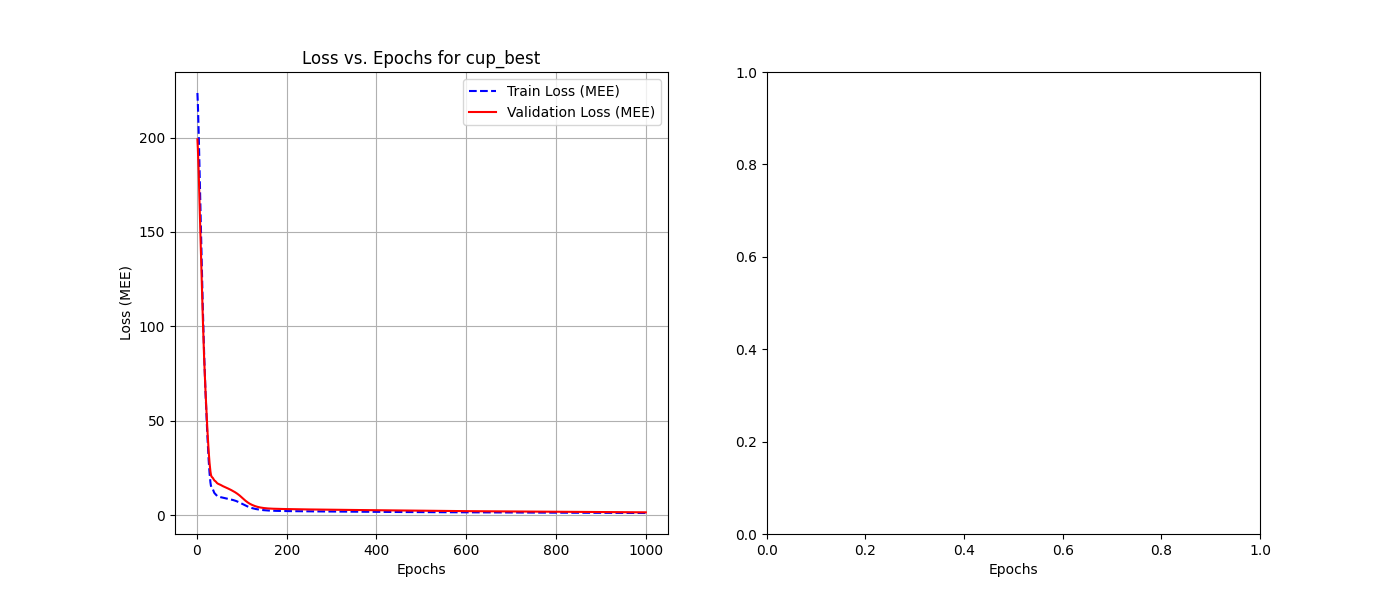 Loss vs. Epochs for cup_best
Train Loss (MEE)
Validation Loss (MEE)
Loss (MEE)
200
150
100
50
0
0 200 400 600 800 1000
Epochs
1.0
0.8
0.6
0.4
0.2
0.0
0.0 0.2 0.4 0.6 0.8 1.0
Epochs